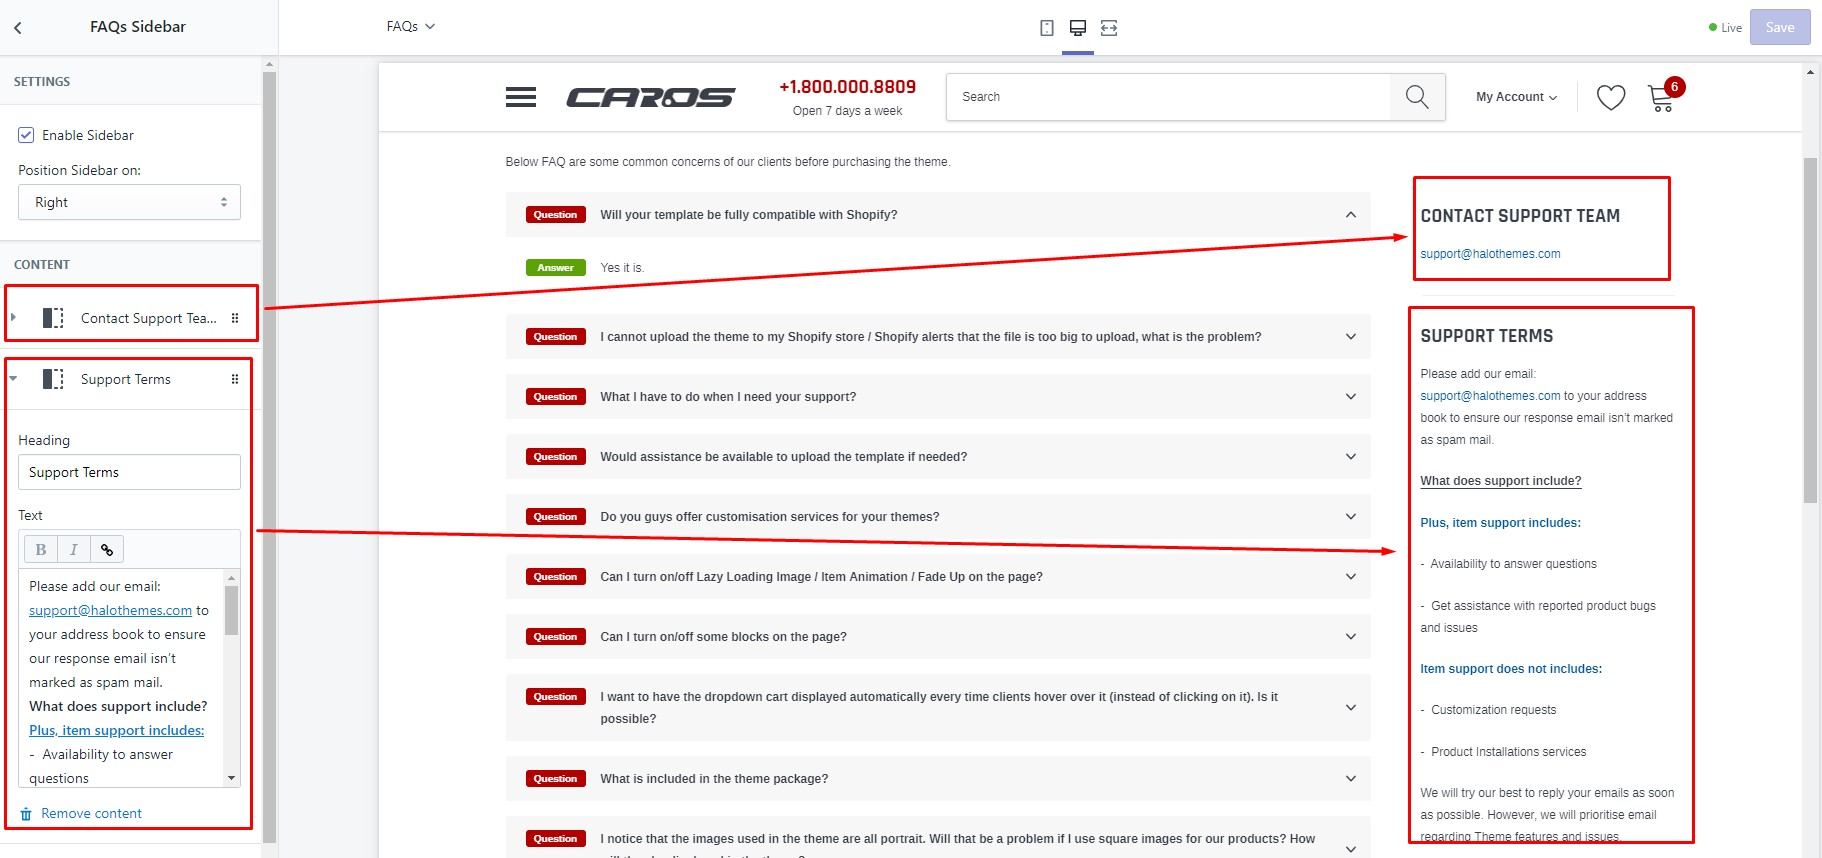 FAQs Sidebar
SETTINGS
Enable Sidebar
Position Sidebar on:
Right
CONTENT
Contact Support Tea...
Support Terms
Heading
Support Terms
Text
B I
Please add our email:
support@halothemes.com to
your address book to ensure
our response email isn’t
marked as spam mail.
What does support include?
Plus, item support includes:
- Availability to answer
questions
Remove content
FAQs
Live
Save
CAROS
+1.800.000.8809
Open 7 days a week
Search
My Account
6
Below FAQ are some common concerns of our clients before purchasing the theme.
Question Will your template be fully compatible with Shopify?
Answer Yes it is.
Question I cannot upload the theme to my Shopify store / Shopify alerts that the file is too big to upload, what is the problem?
Question What I have to do when I need your support?
Question Would assistance be available to upload the template if needed?
Question Do you guys offer customisation services for your themes?
Question Can I turn on/off Lazy Loading Image / Item Animation / Fade Up on the page?
Question Can I turn on/off some blocks on the page?
Question I want to have the dropdown cart displayed automatically every time clients hover over it (instead of clicking on it). Is it
possible?
Question What is included in the theme package?
Question I notice that the images used in the theme are all portrait. Will that be a problem if I use square images for our products? How
CONTACT SUPPORT TEAM
support@halothemes.com
SUPPORT TERMS
Please add our email:
support@halothemes.com to your address
book to ensure our response email isn’t marked
as spam mail.
What does support include?
Plus, item support includes:
- Availability to answer questions
- Get assistance with reported product bugs
and issues
Item support does not includes:
- Customization requests
- Product Installations services
We will try our best to reply your emails as soon
as possible. However, we will prioritise email
regarding Theme features and issues.